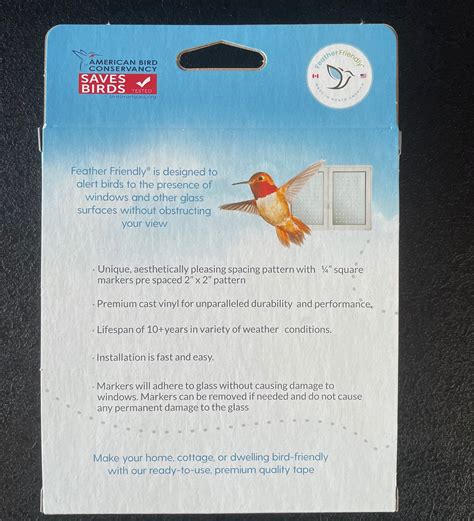 AMERICAN BIRD
CONSERVANCY
SAVES
BIRDS
TESTED
FeatherFriendly®
MADE IN NORTH AMERICA
Feather Friendly® is designed to
alert birds to the presence of
windows and other glass
surfaces without obstructing
your view
· Unique, aesthetically pleasing spacing pattern with ¼" square
markers pre spaced 2" x 2" pattern
· Premium cast vinyl for unparalleled durability and performance.
· Lifespan of 10+years in variety of weather conditions.
· Installation is fast and easy.
· Markers will adhere to glass without causing damage to
windows. Markers can be removed if needed and do not cause
any permanent damage to the glass
Make your home, cottage, or dwelling bird-friendly
with our ready-to-use, premium quality tape